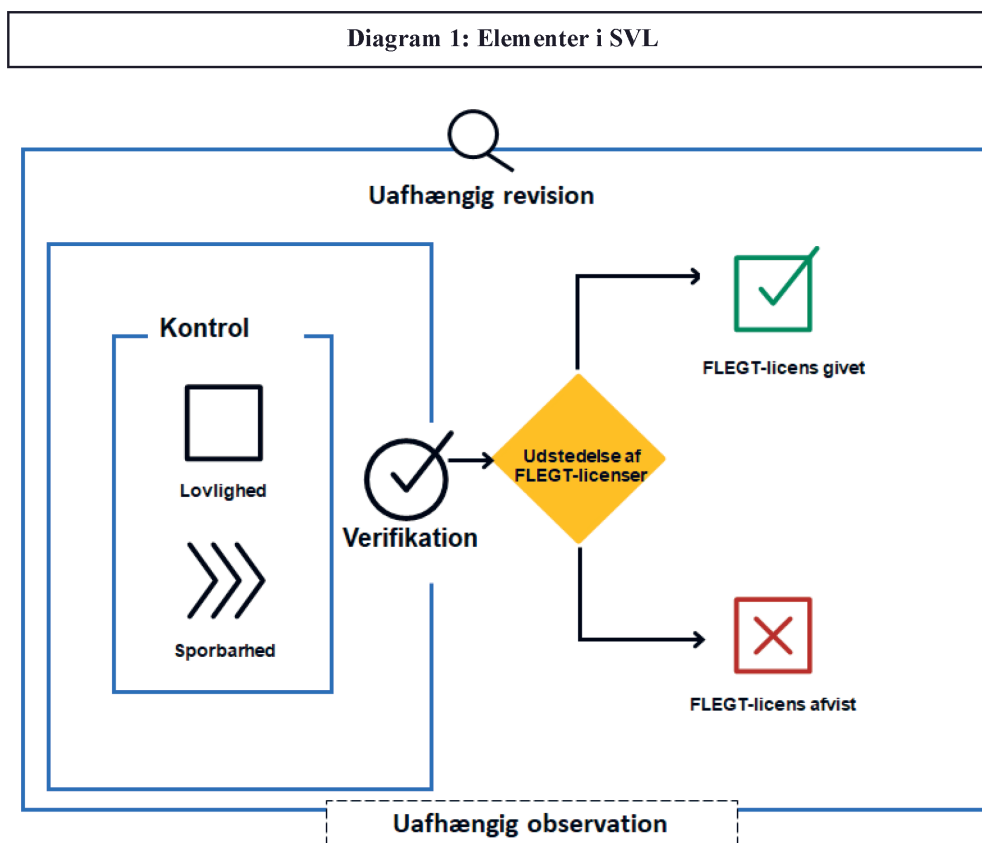 Diagram 1: Elementer i SVL
Uafhængig revision
Kontrol
Lovlighed
Sporbarhed
Verifikation
Udstedelse af
FLEGT-licenser
FLEGT-licens givet
FLEGT-licens afvist
Uafhængig observation